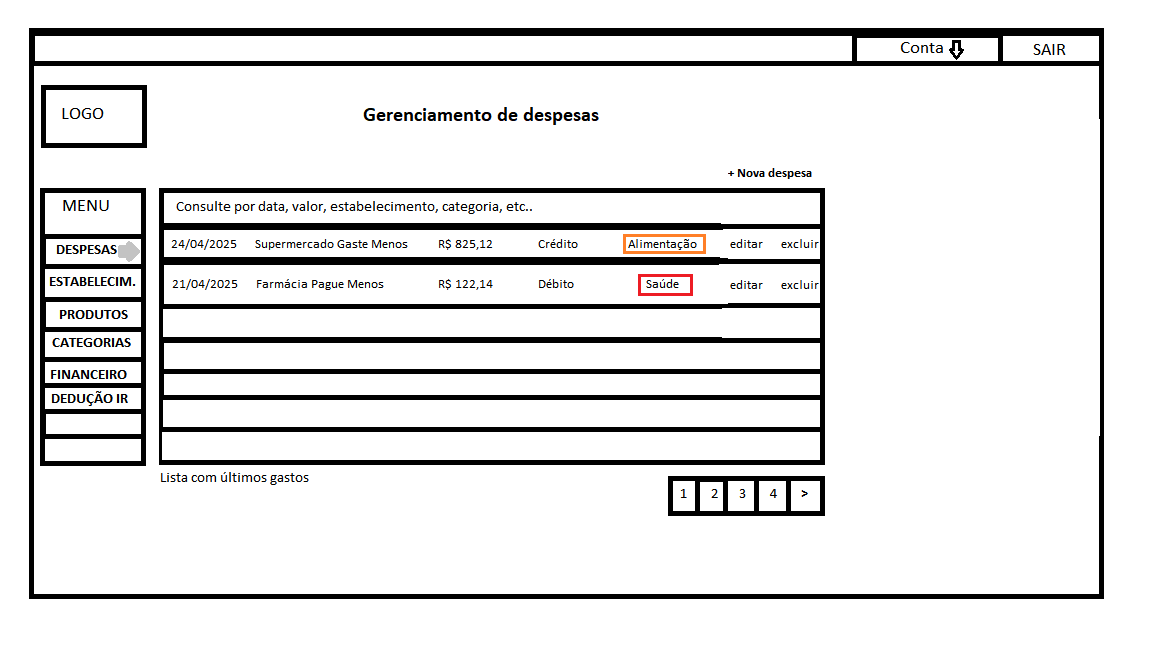 Conta SAIR
LOGO
Gerenciamento de despesas
+ Nova despesa
MENU
DESPESAS
ESTABELECIM.
PRODUTOS
CATEGORIAS
FINANCEIRO
DEDUÇÃO IR
Consulte por data, valor, estabelecimento, categoria, etc..
24/04/2025 Supermercado Gaste Menos R$ 825,12 Crédito Alimentação editar excluir
21/04/2025 Farmácia Pague Menos R$ 122,14 Débito Saúde editar excluir
Lista com últimos gastos
1 2 3 4 >